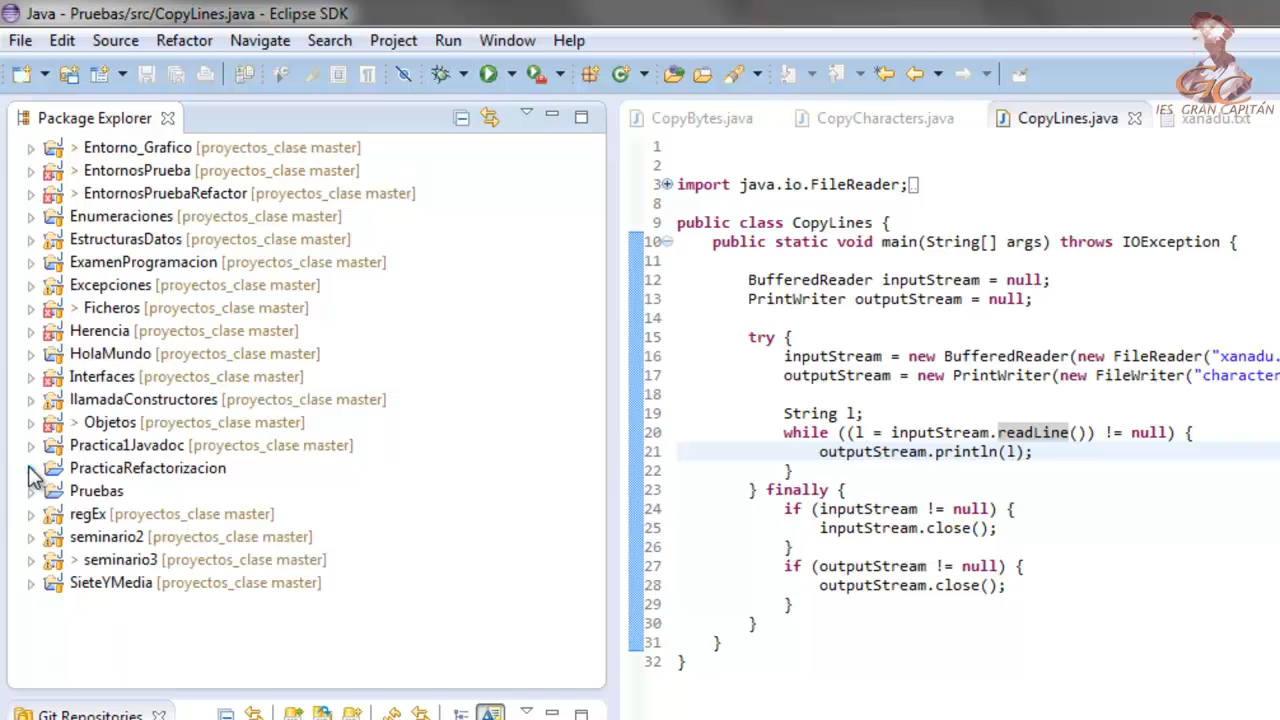 Java - Pruebas/src/CopyLines.java - Eclipse SDK
File Edit Source Refactor Navigate Search Project Run Window Help
IES GRAN CAPITÁN
Package Explorer
CopyBytes.java CopyCharacters.java CopyLines.java xanadu.txt
> Entorno_Grafico [proyectos_clase master]
> EntornosPrueba [proyectos_clase master]
> EntornosPruebaRefactor [proyectos_clase master]
Enumeraciones [proyectos_clase master]
EstructurasDatos [proyectos_clase master]
ExamenProgramacion [proyectos_clase master]
Excepciones [proyectos_clase master]
> Ficheros [proyectos_clase master]
Herencia [proyectos_clase master]
HolaMundo [proyectos_clase master]
Interfaces [proyectos_clase master]
llamadaConstructores [proyectos_clase master]
> Objetos [proyectos_clase master]
Practica1Javadoc [proyectos_clase master]
PracticaRefactorizacion
Pruebas
regEx [proyectos_clase master]
seminario2 [proyectos_clase master]
> seminario3 [proyectos_clase master]
SieteYMedia [proyectos_clase master]
Git Repositories
1
2
3 import java.io.FileReader;
8
9 public class CopyLines {
10 public static void main(String[] args) throws IOException {
11
12 BufferedReader inputStream = null;
13 PrintWriter outputStream = null;
14
15 try {
16 inputStream = new BufferedReader(new FileReader("xanadu.
17 outputStream = new PrintWriter(new FileWriter("character
18
19 String l;
20 while ((l = inputStream.readLine()) != null) {
21 outputStream.println(l);
22 }
23 } finally {
24 if (inputStream != null) {
25 inputStream.close();
26 }
27 if (outputStream != null) {
28 outputStream.close();
29 }
30 }
31 }
32 }